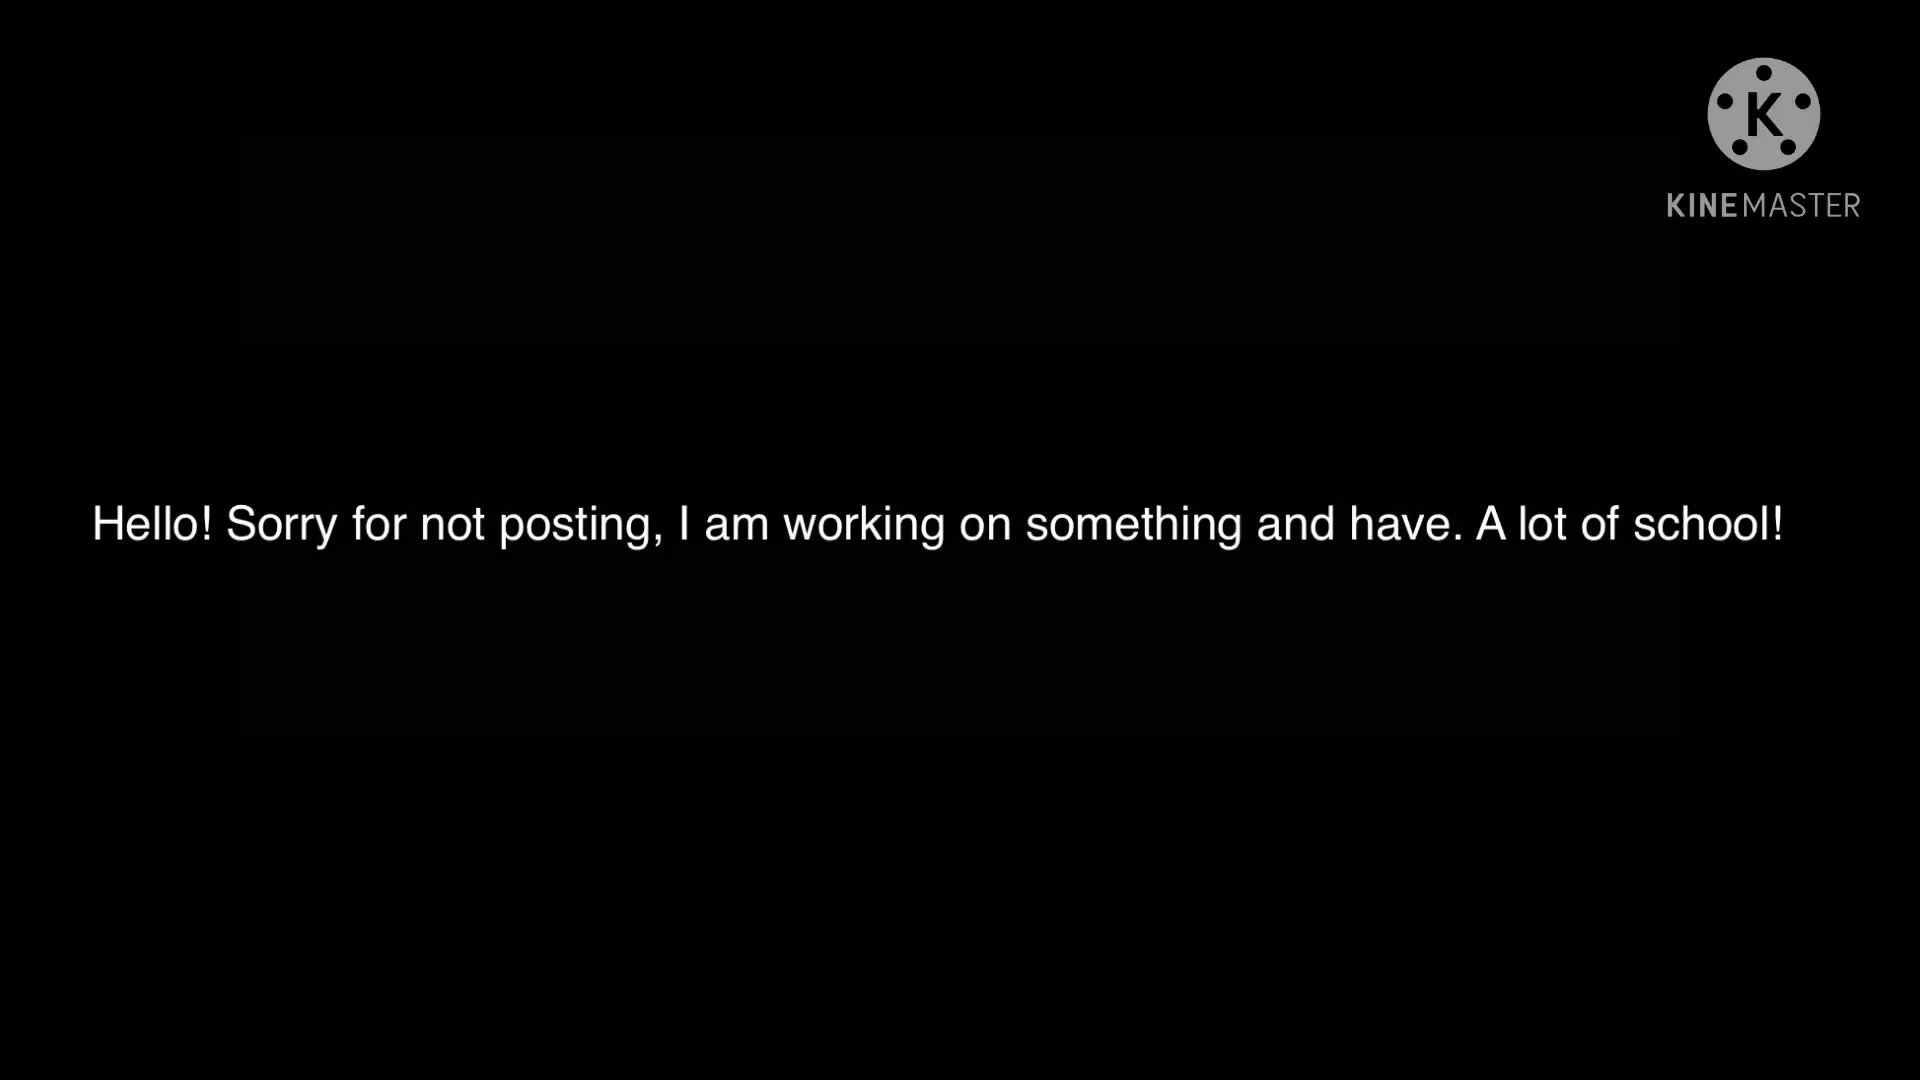 K
KINEMASTER
Hello! Sorry for not posting, I am working on something and have. A lot of school!